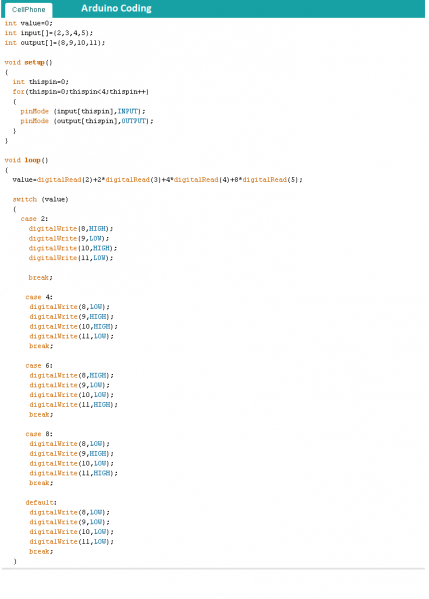 CellPhone
Arduino Coding
int value=0;
int input[]={2,3,4,5};
int output[]={8,9,10,11};
void setup()
{
int thispin=0;
for(thispin=0;thispin<4;thispin++)
{
pinMode (input[thispin],INPUT);
pinMode (output[thispin],OUTPUT);
}
}
void loop()
{
value=digitalRead(2)+2*digitalRead(3)+4*digitalRead(4)+8*digitalRead(5);
switch (value)
{
case 2:
digitalWrite(8,HIGH);
digitalWrite(9,LOW);
digitalWrite(10,HIGH);
digitalWrite(11,LOW);
break;
case 4:
digitalWrite(8,LOW);
digitalWrite(9,HIGH);
digitalWrite(10,HIGH);
digitalWrite(11,LOW);
break;
case 6:
digitalWrite(8,HIGH);
digitalWrite(9,LOW);
digitalWrite(10,LOW);
digitalWrite(11,HIGH);
break;
case 8:
digitalWrite(8,LOW);
digitalWrite(9,HIGH);
digitalWrite(10,LOW);
digitalWrite(11,HIGH);
break;
default:
digitalWrite(8,LOW);
digitalWrite(9,LOW);
digitalWrite(10,LOW);
digitalWrite(11,LOW);
break;
}